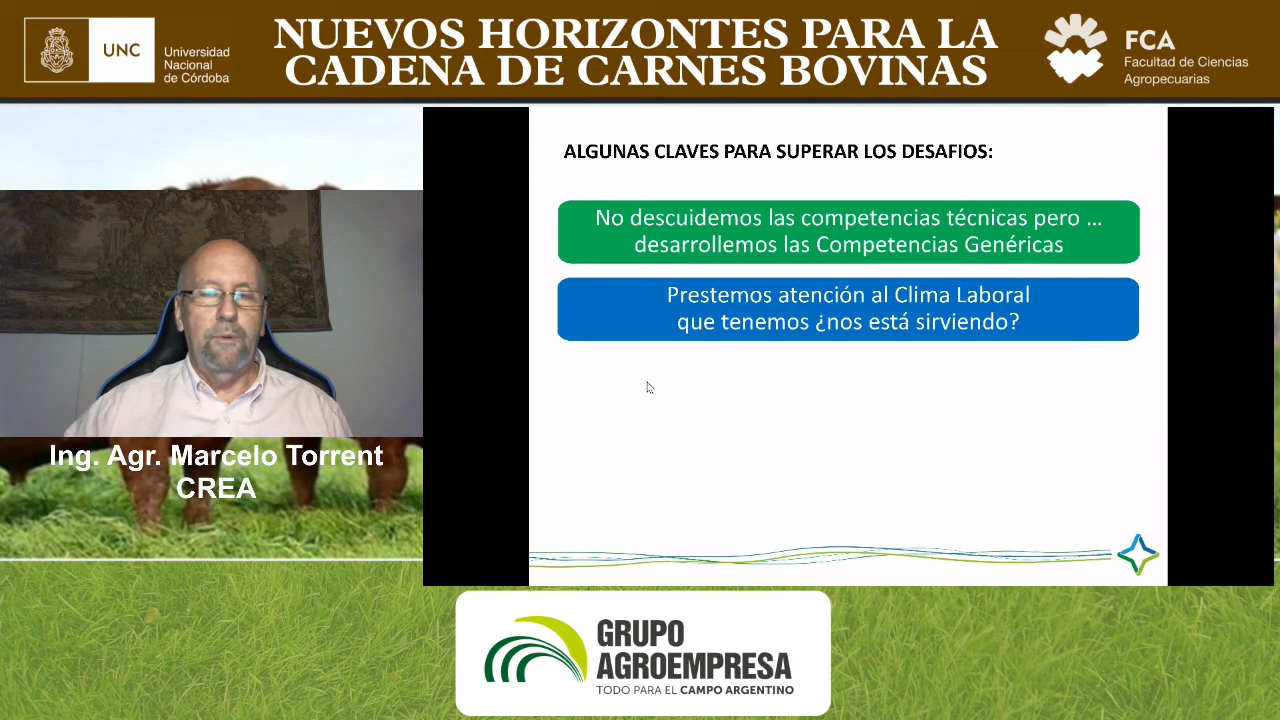 UNC
Universidad
Nacional
de Córdoba
NUEVOS HORIZONTES PARA LA
CADENA DE CARNES BOVINAS
FCA
Facultad de Ciencias
Agropecuarias
ALGUNAS CLAVES PARA SUPERAR LOS DESAFIOS:
No descuidemos las competencias técnicas pero ...
desarrollemos las Competencias Genéricas
Prestemos atención al Clima Laboral
que tenemos ¿nos está sirviendo?
Ing. Agr. Marcelo Torrent
CREA
GRUPO
AGROEMPRESA
TODO PARA EL CAMPO ARGENTINO